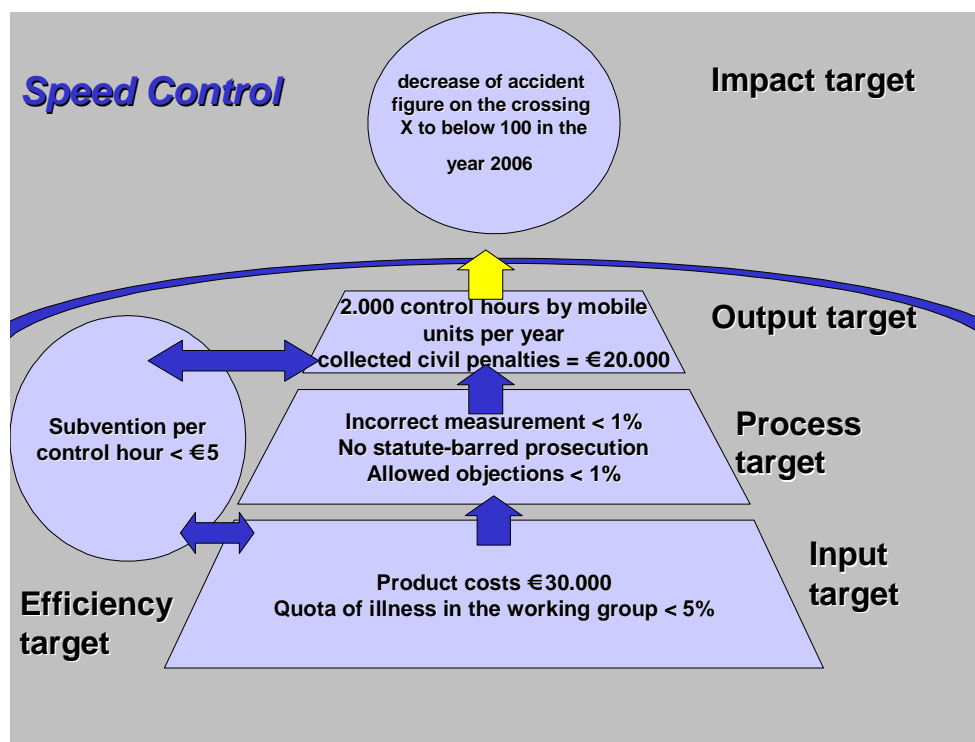 Speed Control
decrease of accident
figure on the crossing
X to below 100 in the
year 2006
Impact target
2.000 control hours by mobile
units per year
collected civil penalties = €20.000
Output target
Subvention per
control hour < €5
Incorrect measurement < 1%
No statute-barred prosecution
Allowed objections < 1%
Process
target
Product costs €30.000
Quota of illness in the working group < 5%
Input
target
Efficiency
target